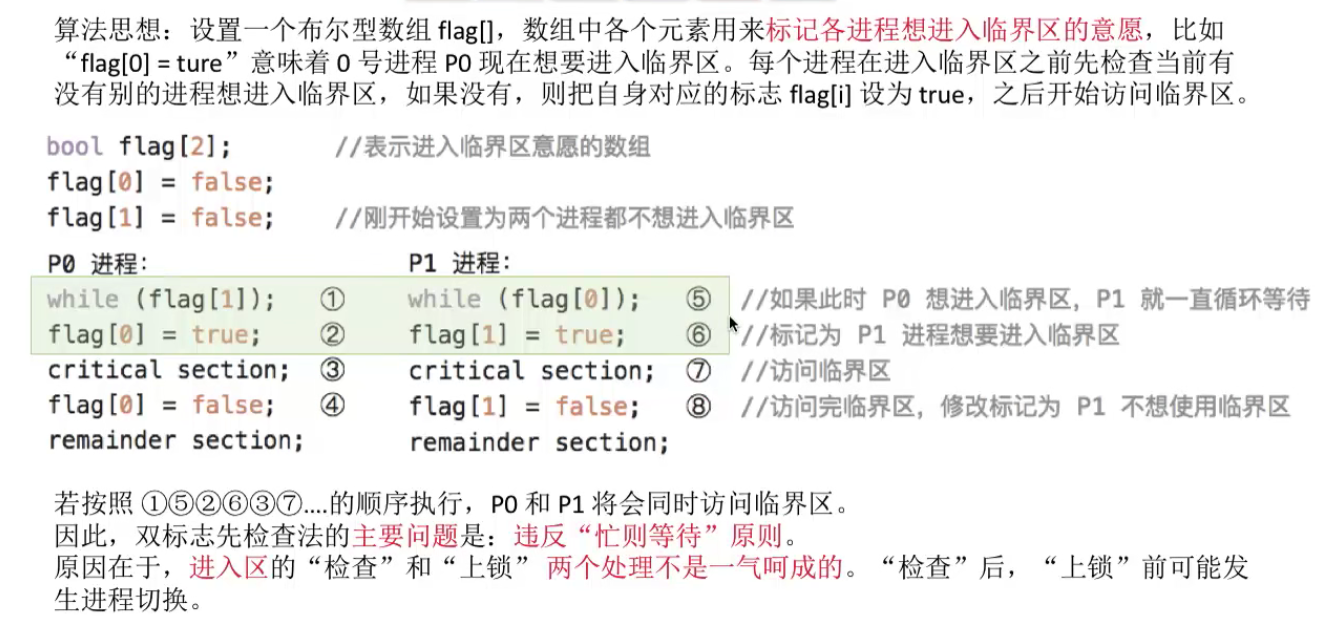 算法思想：设置一个布尔型数组 flag[]，数组中各个元素用来标记各进程想进入临界区的意愿，比如
“flag[0] = ture”意味着 0 号进程 P0 现在想要进入临界区。每个进程在进入临界区之前先检查当前有
没有别的进程想进入临界区，如果没有，则把自身对应的标志 flag[i] 设为 true，之后开始访问临界区。
bool flag[2]; //表示进入临界区意愿的数组
flag[0] = false;
flag[1] = false; //刚开始设置为两个进程都不想进入临界区
P0 进程: P1 进程:
while (flag[1]); ① while (flag[0]); ⑤ //如果此时 P0 想进入临界区，P1 就一直循环等待
flag[0] = true; ② flag[1] = true; ⑥ //标记为 P1 进程想要进入临界区
critical section; ③ critical section; ⑦ //访问临界区
flag[0] = false; ④ flag[1] = false; ⑧ //访问完临界区，修改标记为 P1 不想使用临界区
remainder section; remainder section;
若按照 ①⑤②⑥③⑦....的顺序执行，P0 和 P1 将会同时访问临界区。
因此，双标志先检查法的主要问题是：违反“忙则等待”原则。
原因在于，进入区的“检查”和“上锁” 两个处理不是一气呵成的。“检查”后，“上锁”前可能发
生进程切换。